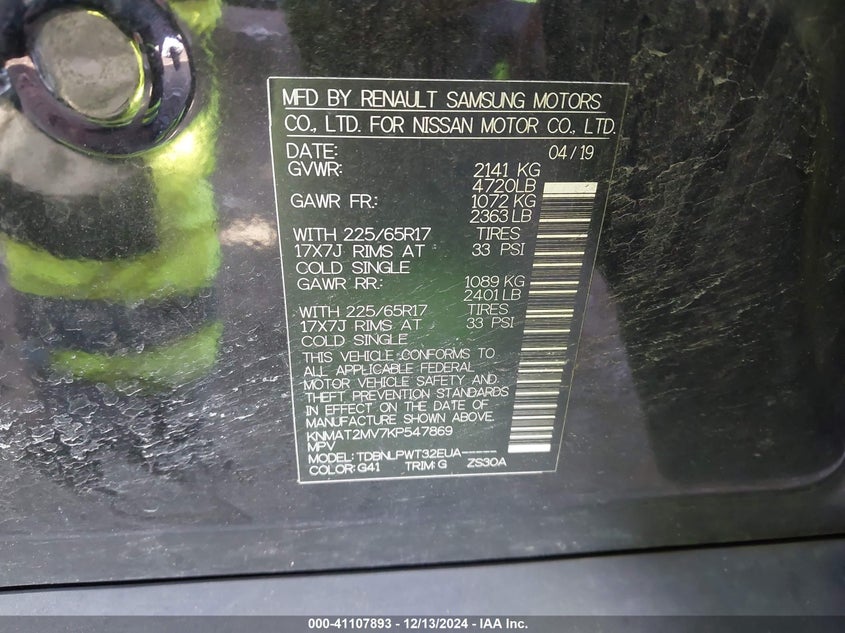 MFD BY RENAULT SAMSUNG MOTORS
CO., LTD. FOR NISSAN MOTOR CO., LTD.
DATE: 04/19
GVWR: 2141 KG
4720LB
GAWR FR: 1072 KG
2363LB
WITH 225/65R17 TIRES
17X7J RIMS AT 33 PSI
COLD SINGLE
GAWR RR: 1089 KG
2401LB
WITH 225/65R17 TIRES
17X7J RIMS AT 33 PSI
COLD SINGLE
THIS VEHICLE CONFORMS TO
ALL APPLICABLE FEDERAL
MOTOR VEHICLE SAFETY AND
THEFT PREVENTION STANDARDS
IN EFFECT ON THE DATE OF
MANUFACTURE SHOWN ABOVE.
KNMAT2MV7KP547869
MPV
MODEL: TDBNLPWT32EUA-----
COLOR: G41 TRIM: G ZS30A
000-41107893 - 12/13/2024 - IAA Inc.